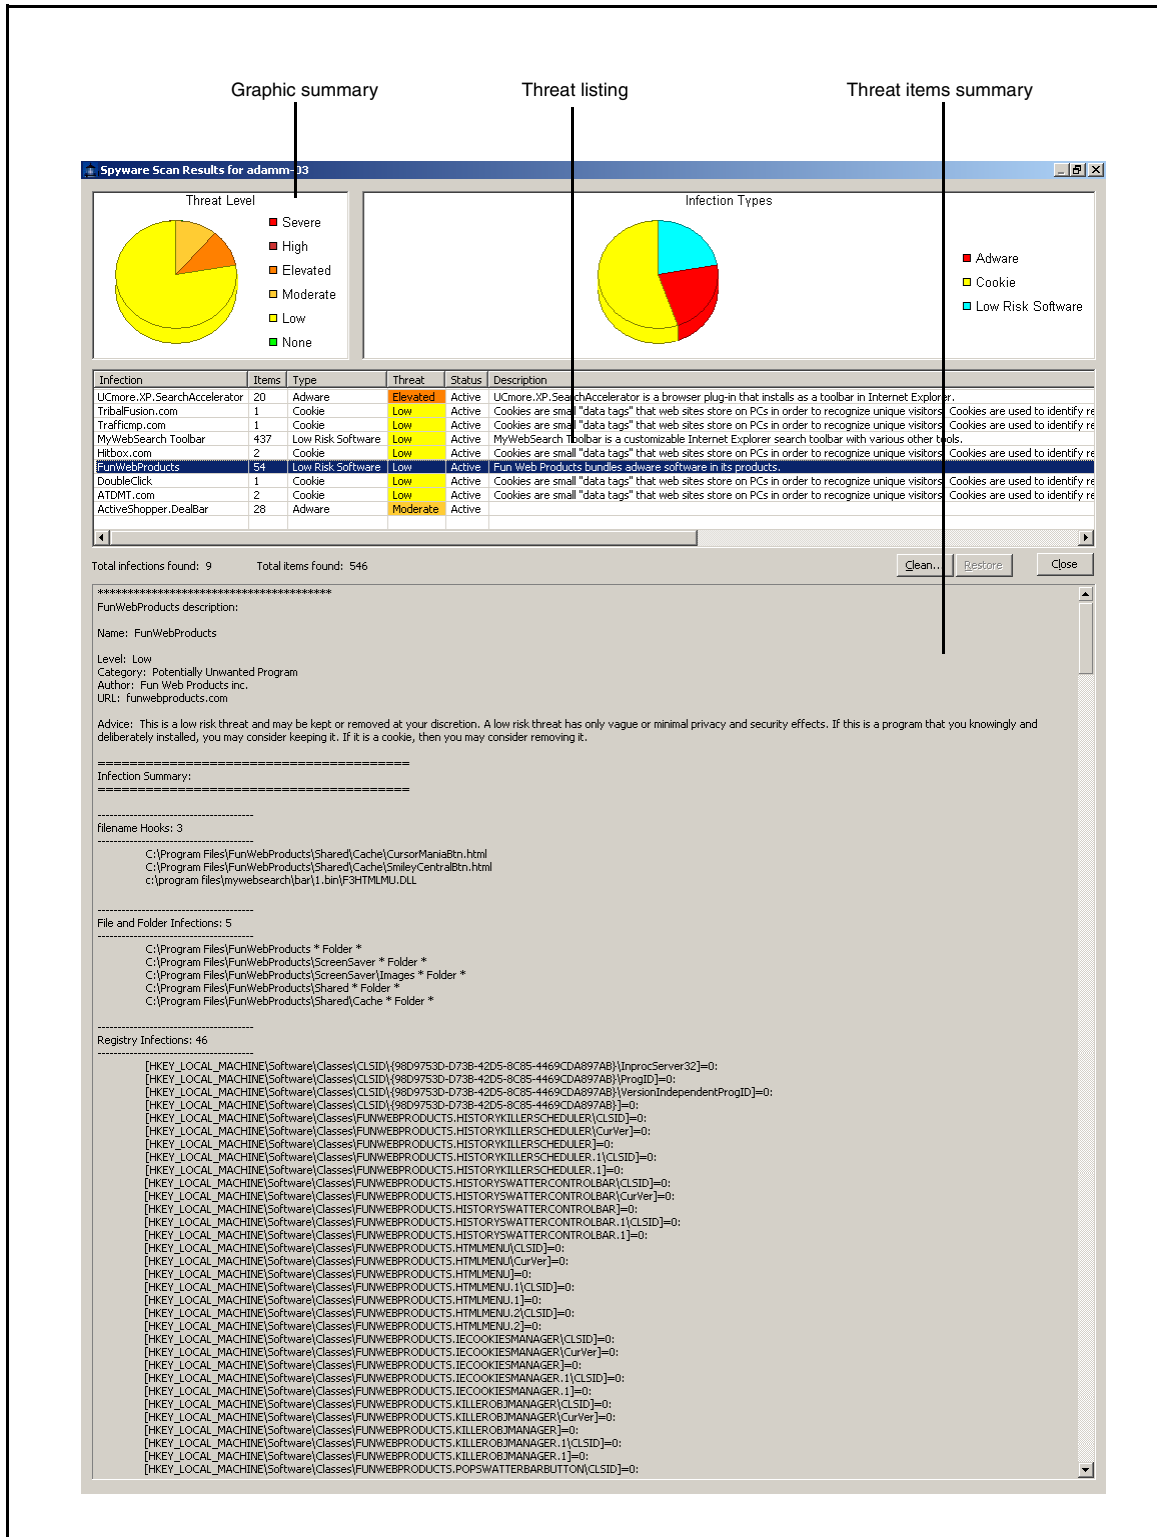 Graphic summary
Threat listing
Threat items summary
Spyware Scan Results for adamm-03
Threat Level
Severe
High
Elevated
Moderate
Low
None
Infection Types
Adware
Cookie
Low Risk Software
Infection Items Type Threat Status Description
UCmore.XP.SearchAccelerator 20 Adware Elevated Active UCmore.XP.SearchAccelerator is a browser plug-in that installs as a toolbar in Internet Explorer.
TribalFusion.com 1 Cookie Low Active Cookies are small "data tags" that web sites store on PCs in order to recognize unique visitors. Cookies are used to identify re
Trafficmp.com 1 Cookie Low Active Cookies are small "data tags" that web sites store on PCs in order to recognize unique visitors. Cookies are used to identify re
MyWebSearch Toolbar 437 Low Risk Software Low Active MyWebSearch Toolbar is a customizable Internet Explorer search toolbar with various other tools.
Hitbox.com 2 Cookie Low Active Cookies are small "data tags" that web sites store on PCs in order to recognize unique visitors. Cookies are used to identify re
FunWebProducts 54 Low Risk Software Low Active Fun Web Products bundles adware software in its products.
DoubleClick 1 Cookie Low Active Cookies are small "data tags" that web sites store on PCs in order to recognize unique visitors. Cookies are used to identify re
ATDMT.com 2 Cookie Low Active Cookies are small "data tags" that web sites store on PCs in order to recognize unique visitors. Cookies are used to identify re
ActiveShopper.DealBar 28 Adware Moderate Active
Total infections found: 9 Total items found: 546 Clean... Restore Close
***************************************
FunWebProducts description:
Name: FunWebProducts
Level: Low
Category: Potentially Unwanted Program
Author: Fun Web Products inc.
URL: funwebproducts.com
Advice: This is a low risk threat and may be kept or removed at your discretion. A low risk threat has only vague or minimal privacy and security effects. If this is a program that you knowingly and
deliberately installed, you may consider keeping it. If it is a cookie, then you may consider removing it.
=======================================
Infection Summary:
=======================================
---------------------------------------
filename Hooks: 3
---------------------------------------
C:\Program Files\FunWebProducts\Shared\Cache\CursorManiaBtn.html
C:\Program Files\FunWebProducts\Shared\Cache\SmileyCentralBtn.html
c:\program files\mywebsearch\bar\1.bin\F3HTMLMU.DLL
---------------------------------------
File and Folder Infections: 5
---------------------------------------
C:\Program Files\FunWebProducts * Folder *
C:\Program Files\FunWebProducts\ScreenSaver * Folder *
C:\Program Files\FunWebProducts\ScreenSaver\Images * Folder *
C:\Program Files\FunWebProducts\Shared * Folder *
C:\Program Files\FunWebProducts\Shared\Cache * Folder *
---------------------------------------
Registry Infections: 46
---------------------------------------
[HKEY_LOCAL_MACHINE\Software\Classes\CLSID\{98D9753D-D73B-42D5-8C85-4469CDA897AB}\InprocServer32]=0:
[HKEY_LOCAL_MACHINE\Software\Classes\CLSID\{98D9753D-D73B-42D5-8C85-4469CDA897AB}\ProgID]=0:
[HKEY_LOCAL_MACHINE\Software\Classes\CLSID\{98D9753D-D73B-42D5-8C85-4469CDA897AB}\VersionIndependentProgID]=0:
[HKEY_LOCAL_MACHINE\Software\Classes\CLSID\{98D9753D-D73B-42D5-8C85-4469CDA897AB}]=0:
[HKEY_LOCAL_MACHINE\Software\Classes\FUNWEBPRODUCTS.HISTORYKILLERSCHEDULER\CLSID]=0:
[HKEY_LOCAL_MACHINE\Software\Classes\FUNWEBPRODUCTS.HISTORYKILLERSCHEDULER\CurVer]=0:
[HKEY_LOCAL_MACHINE\Software\Classes\FUNWEBPRODUCTS.HISTORYKILLERSCHEDULER]=0:
[HKEY_LOCAL_MACHINE\Software\Classes\FUNWEBPRODUCTS.HISTORYKILLERSCHEDULER.1\CLSID]=0:
[HKEY_LOCAL_MACHINE\Software\Classes\FUNWEBPRODUCTS.HISTORYKILLERSCHEDULER.1]=0:
[HKEY_LOCAL_MACHINE\Software\Classes\FUNWEBPRODUCTS.HISTORYSWATTERCONTROLBAR\CLSID]=0:
[HKEY_LOCAL_MACHINE\Software\Classes\FUNWEBPRODUCTS.HISTORYSWATTERCONTROLBAR\CurVer]=0:
[HKEY_LOCAL_MACHINE\Software\Classes\FUNWEBPRODUCTS.HISTORYSWATTERCONTROLBAR]=0:
[HKEY_LOCAL_MACHINE\Software\Classes\FUNWEBPRODUCTS.HISTORYSWATTERCONTROLBAR.1\CLSID]=0:
[HKEY_LOCAL_MACHINE\Software\Classes\FUNWEBPRODUCTS.HISTORYSWATTERCONTROLBAR.1]=0:
[HKEY_LOCAL_MACHINE\Software\Classes\FUNWEBPRODUCTS.HTMLMENU\CLSID]=0:
[HKEY_LOCAL_MACHINE\Software\Classes\FUNWEBPRODUCTS.HTMLMENU\CurVer]=0:
[HKEY_LOCAL_MACHINE\Software\Classes\FUNWEBPRODUCTS.HTMLMENU]=0:
[HKEY_LOCAL_MACHINE\Software\Classes\FUNWEBPRODUCTS.HTMLMENU.1\CLSID]=0:
[HKEY_LOCAL_MACHINE\Software\Classes\FUNWEBPRODUCTS.HTMLMENU.1]=0:
[HKEY_LOCAL_MACHINE\Software\Classes\FUNWEBPRODUCTS.HTMLMENU.2\CLSID]=0:
[HKEY_LOCAL_MACHINE\Software\Classes\FUNWEBPRODUCTS.HTMLMENU.2]=0:
[HKEY_LOCAL_MACHINE\Software\Classes\FUNWEBPRODUCTS.IECOOKIESMANAGER\CLSID]=0:
[HKEY_LOCAL_MACHINE\Software\Classes\FUNWEBPRODUCTS.IECOOKIESMANAGER\CurVer]=0:
[HKEY_LOCAL_MACHINE\Software\Classes\FUNWEBPRODUCTS.IECOOKIESMANAGER]=0:
[HKEY_LOCAL_MACHINE\Software\Classes\FUNWEBPRODUCTS.IECOOKIESMANAGER.1\CLSID]=0:
[HKEY_LOCAL_MACHINE\Software\Classes\FUNWEBPRODUCTS.IECOOKIESMANAGER.1]=0:
[HKEY_LOCAL_MACHINE\Software\Classes\FUNWEBPRODUCTS.KILLEROBJMANAGER\CLSID]=0:
[HKEY_LOCAL_MACHINE\Software\Classes\FUNWEBPRODUCTS.KILLEROBJMANAGER\CurVer]=0:
[HKEY_LOCAL_MACHINE\Software\Classes\FUNWEBPRODUCTS.KILLEROBJMANAGER]=0:
[HKEY_LOCAL_MACHINE\Software\Classes\FUNWEBPRODUCTS.KILLEROBJMANAGER.1\CLSID]=0:
[HKEY_LOCAL_MACHINE\Software\Classes\FUNWEBPRODUCTS.KILLEROBJMANAGER.1]=0:
[HKEY_LOCAL_MACHINE\Software\Classes\FUNWEBPRODUCTS.POPSWATTERBARBUTTON\CLSID]=0: